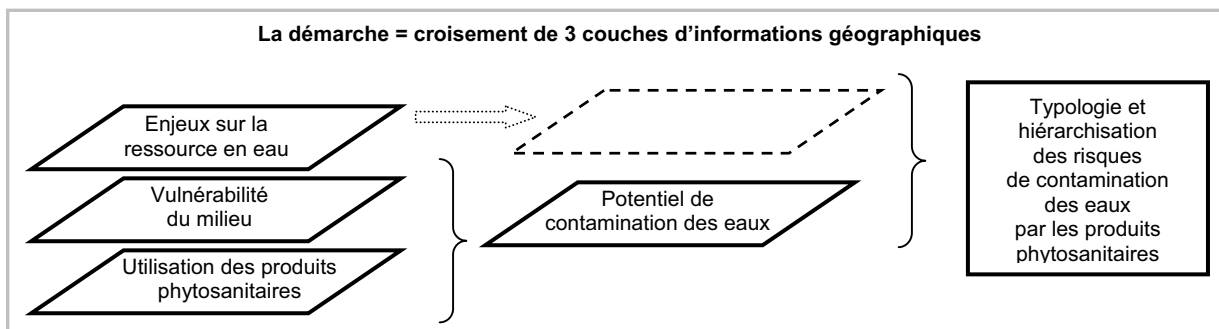 La démarche = croisement de 3 couches d'informations géographiques
Enjeux sur la
ressource en eau
Vulnérabilité
du milieu
Utilisation des produits
phytosanitaires
Potentiel de
contamination des eaux
Typologie et
hiérarchisation
des risques
de contamination
des eaux
par les produits
phytosanitaires